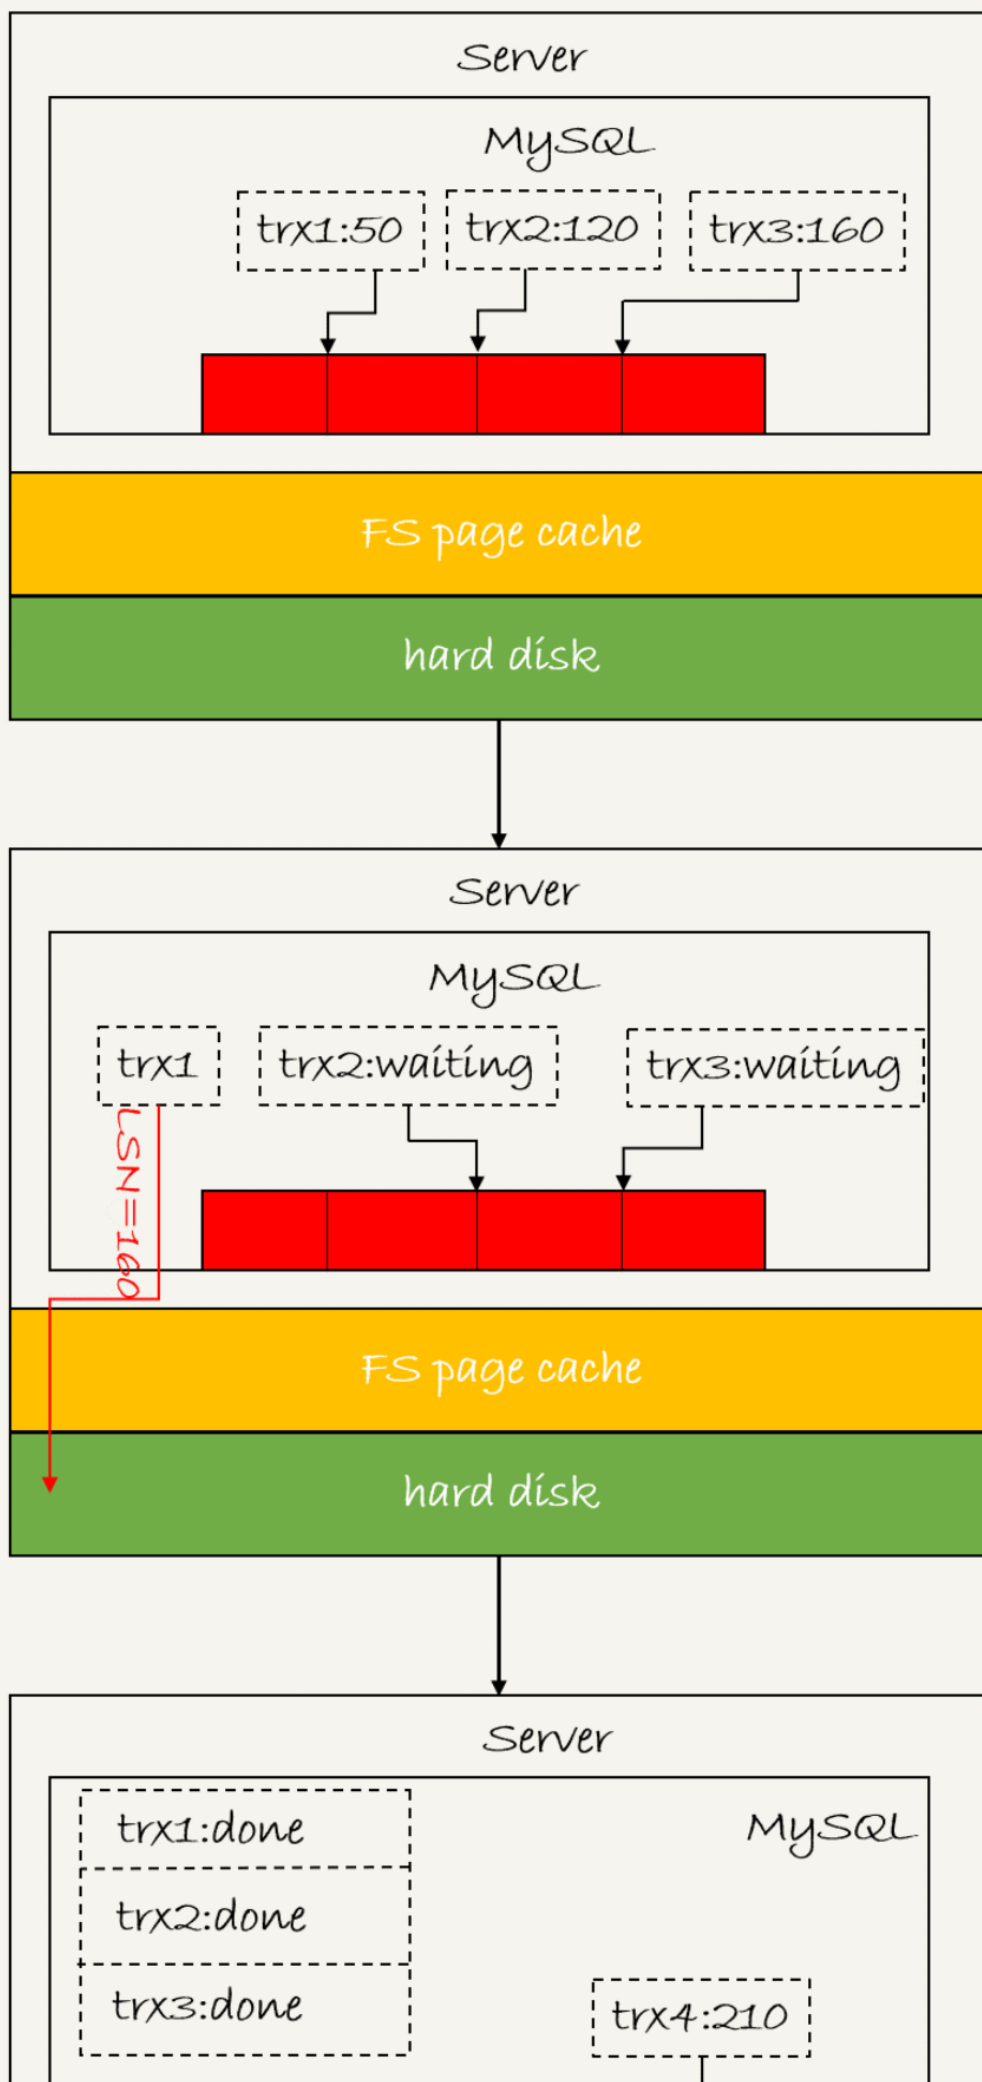 Server
MySQL
trx1:50 trx2:120 trx3:160
FS page cache
hard disk
Server
MySQL
trx1 trx2:waiting trx3:waiting
LSN=160
FS page cache
hard disk
Server
MySQL
trx1:done
trx2:done
trx3:done
trx4:210